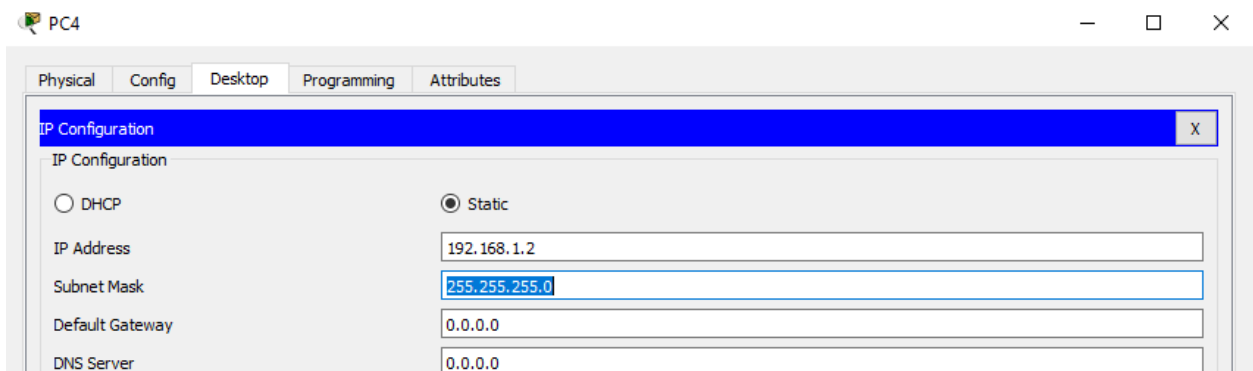 PC4
Physical Config Desktop Programming Attributes
IP Configuration X
IP Configuration
DHCP Static
IP Address 192.168.1.2
Subnet Mask 255.255.255.0
Default Gateway 0.0.0.0
DNS Server 0.0.0.0